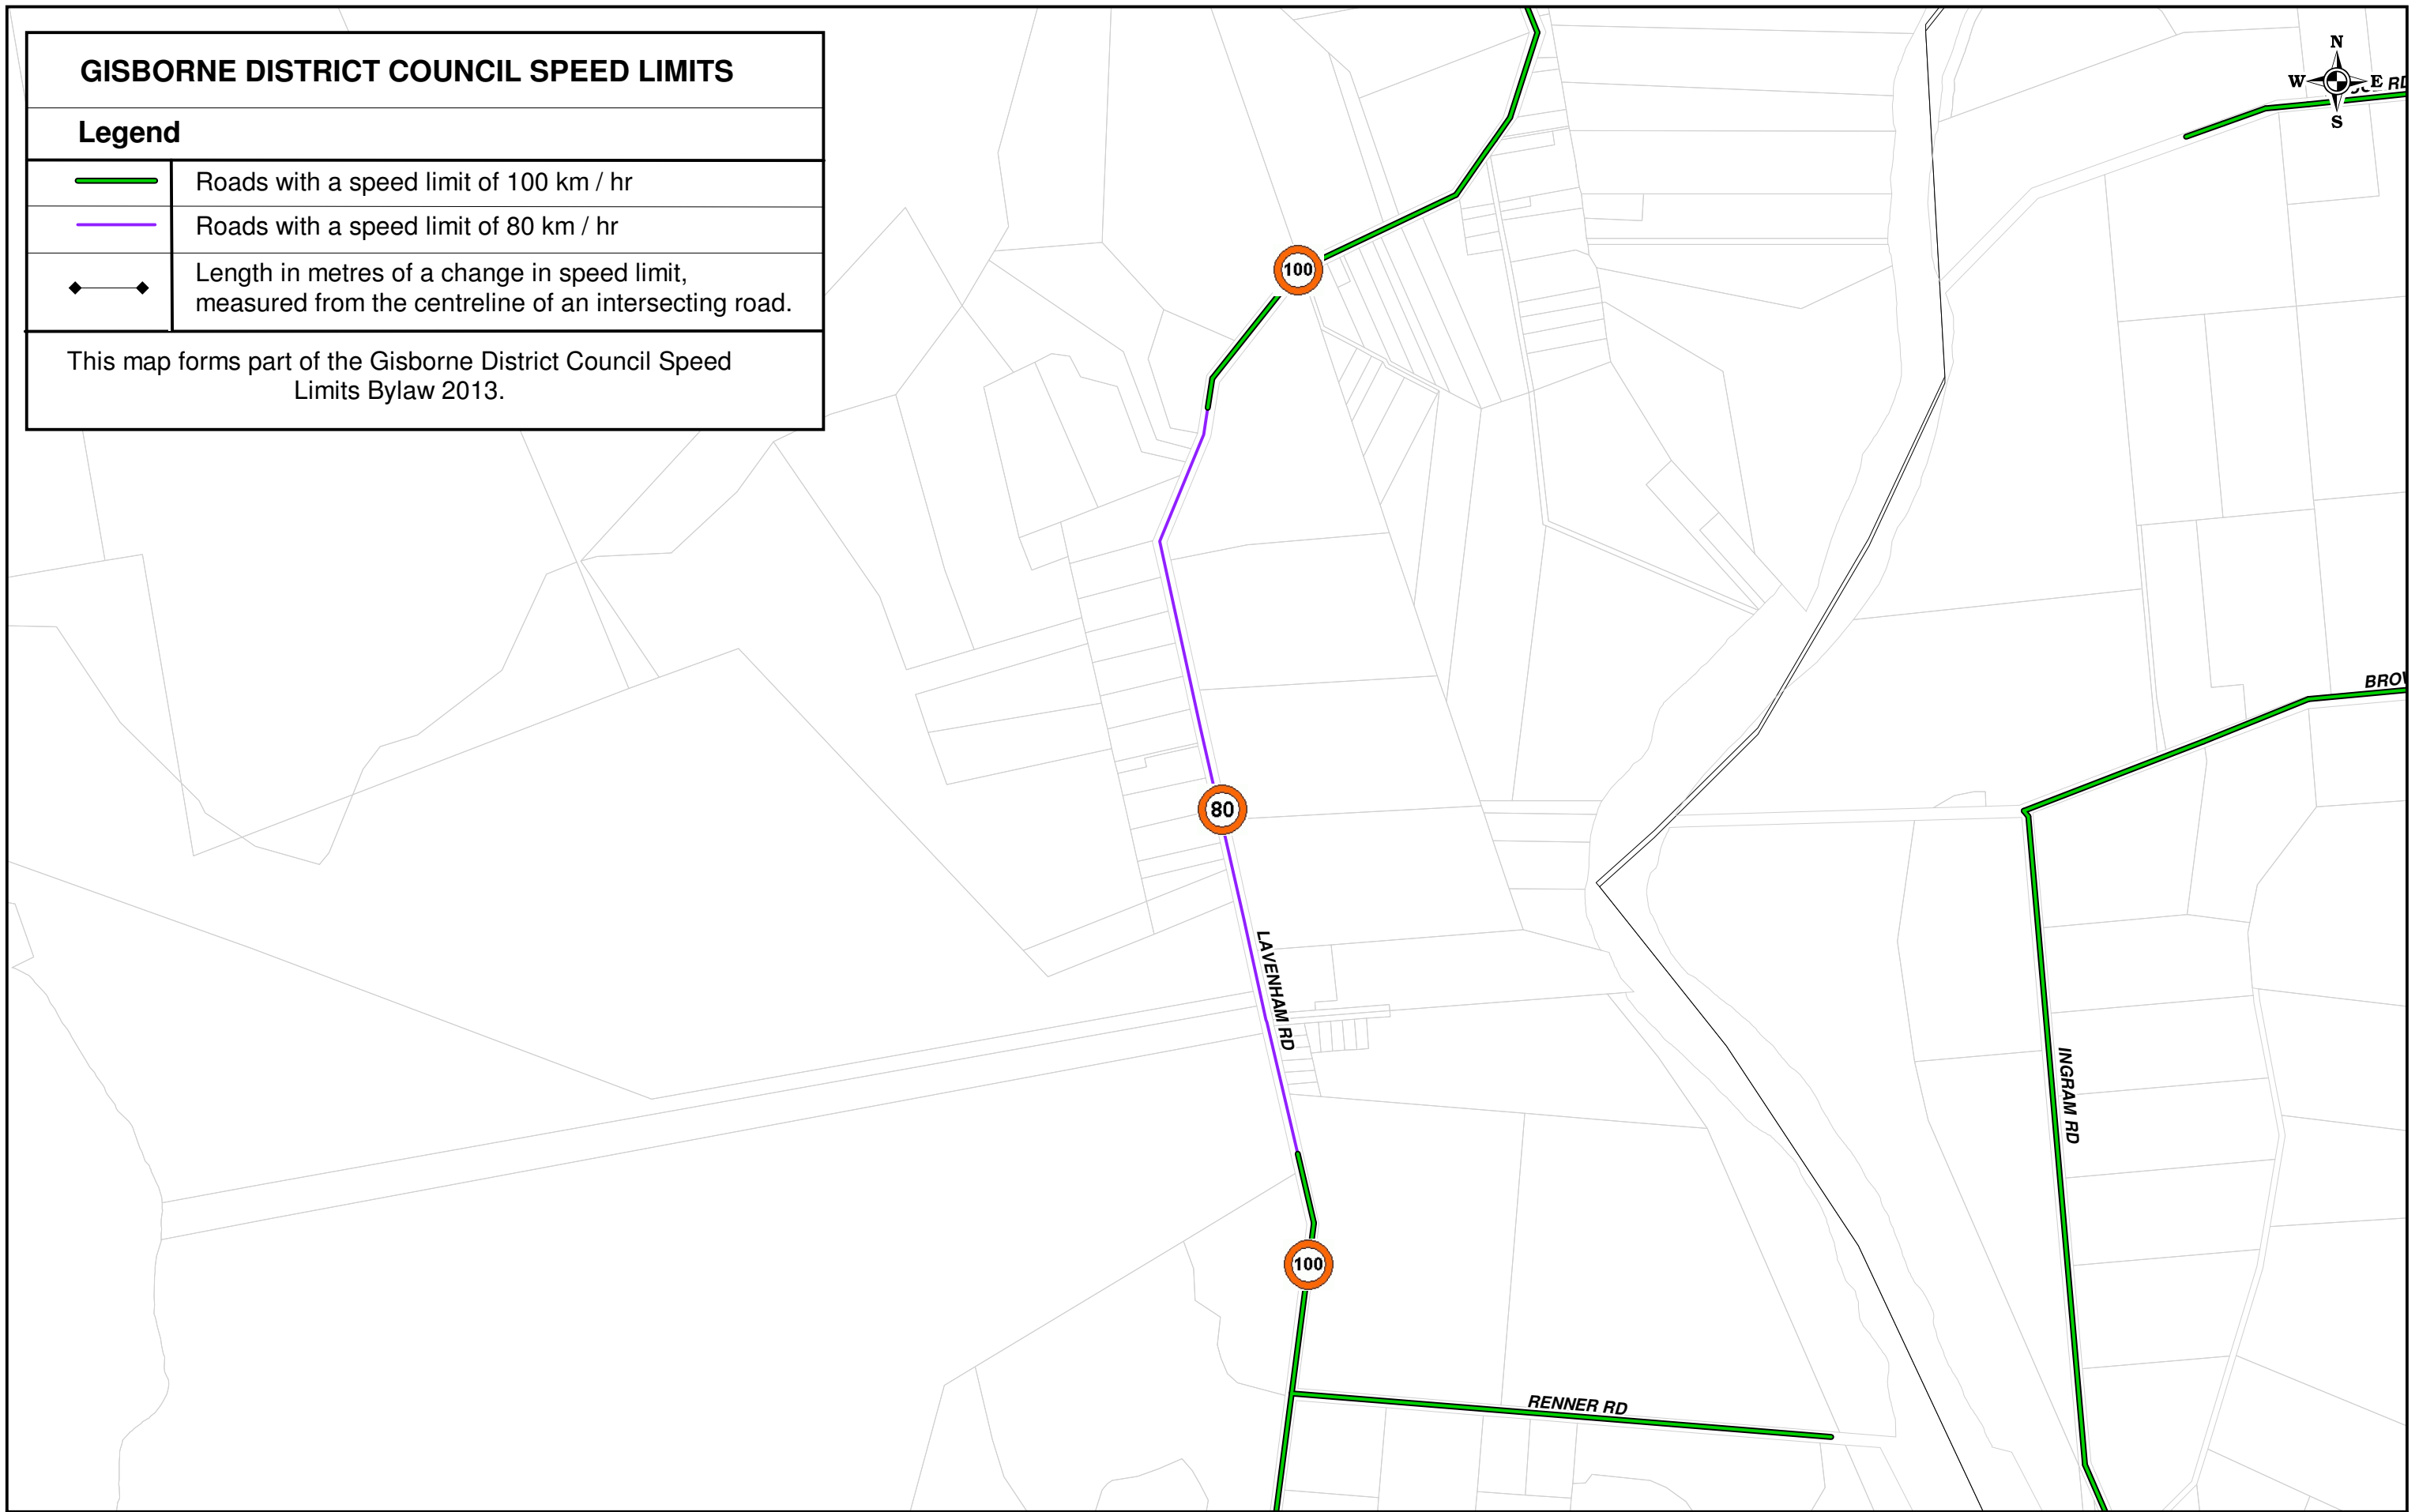 GISBORNE DISTRICT COUNCIL SPEED LIMITS
Legend
Roads with a speed limit of 100 km / hr
Roads with a speed limit of 80 km / hr
Length in metres of a change in speed limit,
measured from the centreline of an intersecting road.
This map forms part of the Gisborne District Council Speed
Limits Bylaw 2013.
N
W E
S
RD
100
BROW
80
LAVENHAM RD
INGRAM RD
100
RENNER RD